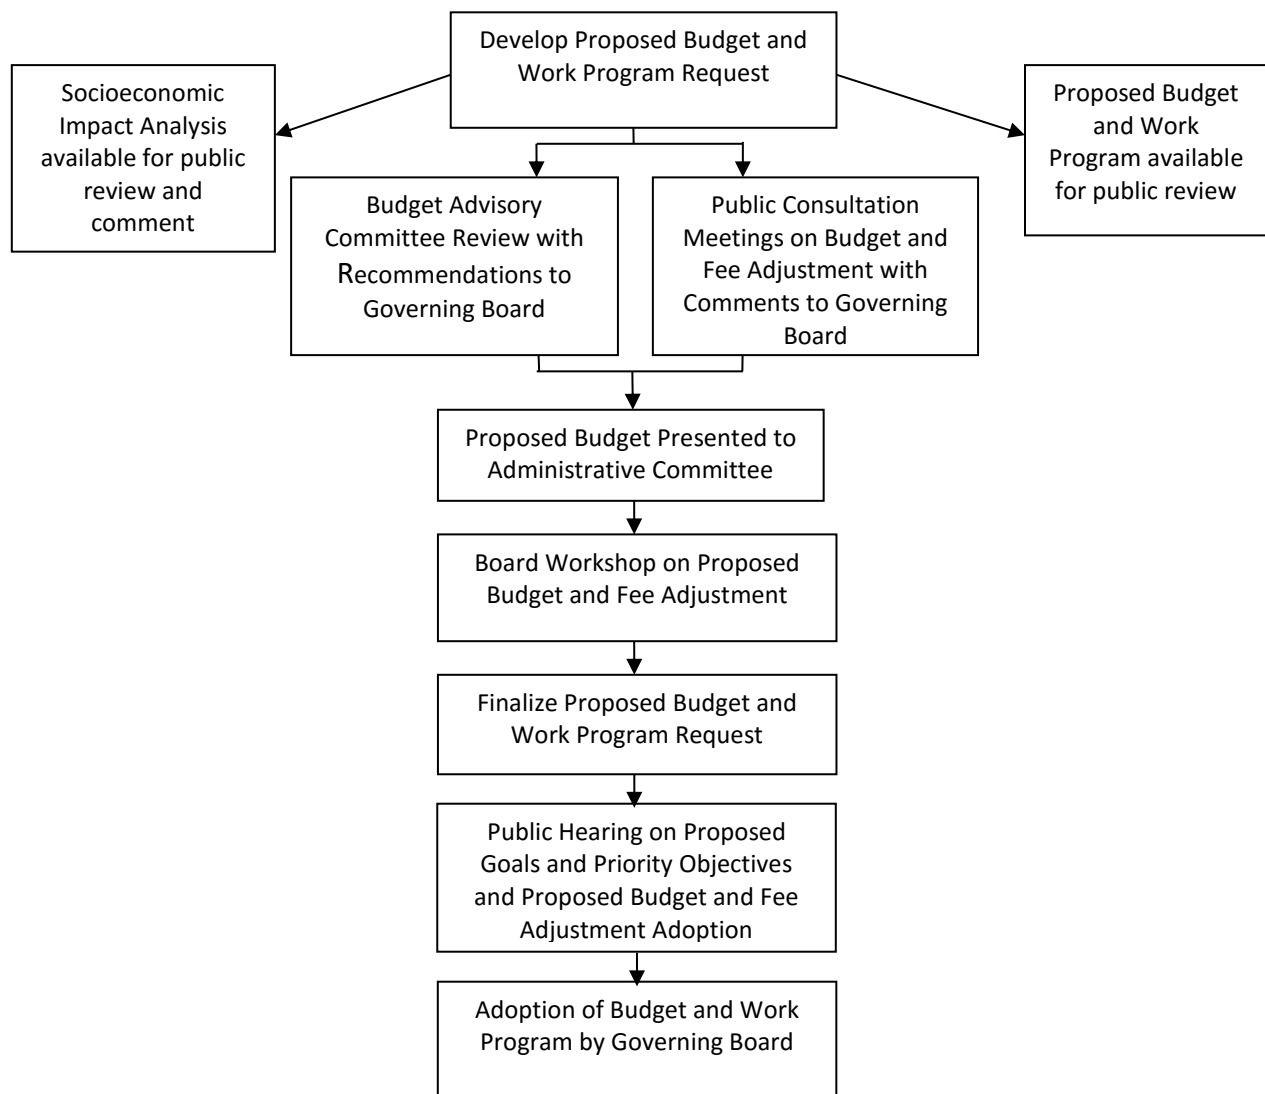 Develop Proposed Budget and
Work Program Request
Socioeconomic
Impact Analysis
available for public
review and
comment
Proposed Budget
and Work
Program available
for public review
Budget Advisory
Committee Review with
Recommendations to
Governing Board
Public Consultation
Meetings on Budget and
Fee Adjustment with
Comments to Governing
Board
Proposed Budget Presented to
Administrative Committee
Board Workshop on Proposed
Budget and Fee Adjustment
Finalize Proposed Budget and
Work Program Request
Public Hearing on Proposed
Goals and Priority Objectives
and Proposed Budget and Fee
Adjustment Adoption
Adoption of Budget and Work
Program by Governing Board